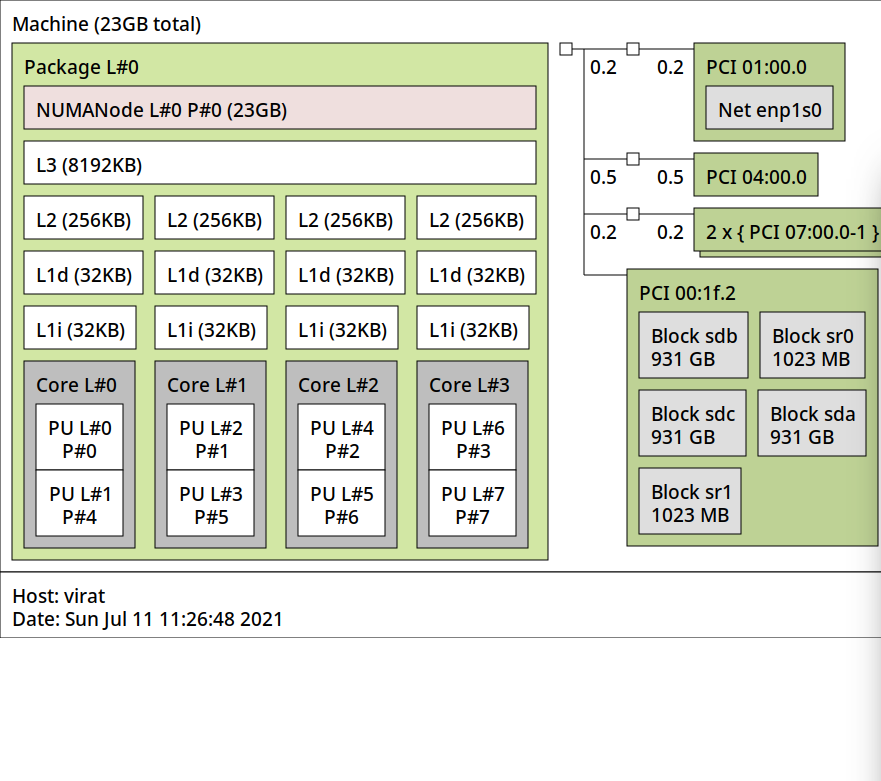 Machine (23GB total)
Package L#0
NUMANode L#0 P#0 (23GB)
L3 (8192KB)
L2 (256KB) L2 (256KB) L2 (256KB) L2 (256KB)
L1d (32KB) L1d (32KB) L1d (32KB) L1d (32KB)
L1i (32KB) L1i (32KB) L1i (32KB) L1i (32KB)
Core L#0 Core L#1 Core L#2 Core L#3
PU L#0 PU L#2 PU L#4 PU L#6
P#0 P#1 P#2 P#3
PU L#1 PU L#3 PU L#5 PU L#7
P#4 P#5 P#6 P#7
0.2 0.2 PCI 01:00.0
Net enp1s0
0.5 0.5 PCI 04:00.0
0.2 0.2 2 x { PCI 07:00.0-1 }
PCI 00:1f.2
Block sdb Block sr0
931 GB 1023 MB
Block sdc Block sda
931 GB 931 GB
Block sr1
1023 MB
Host: virat
Date: Sun Jul 11 11:26:48 2021